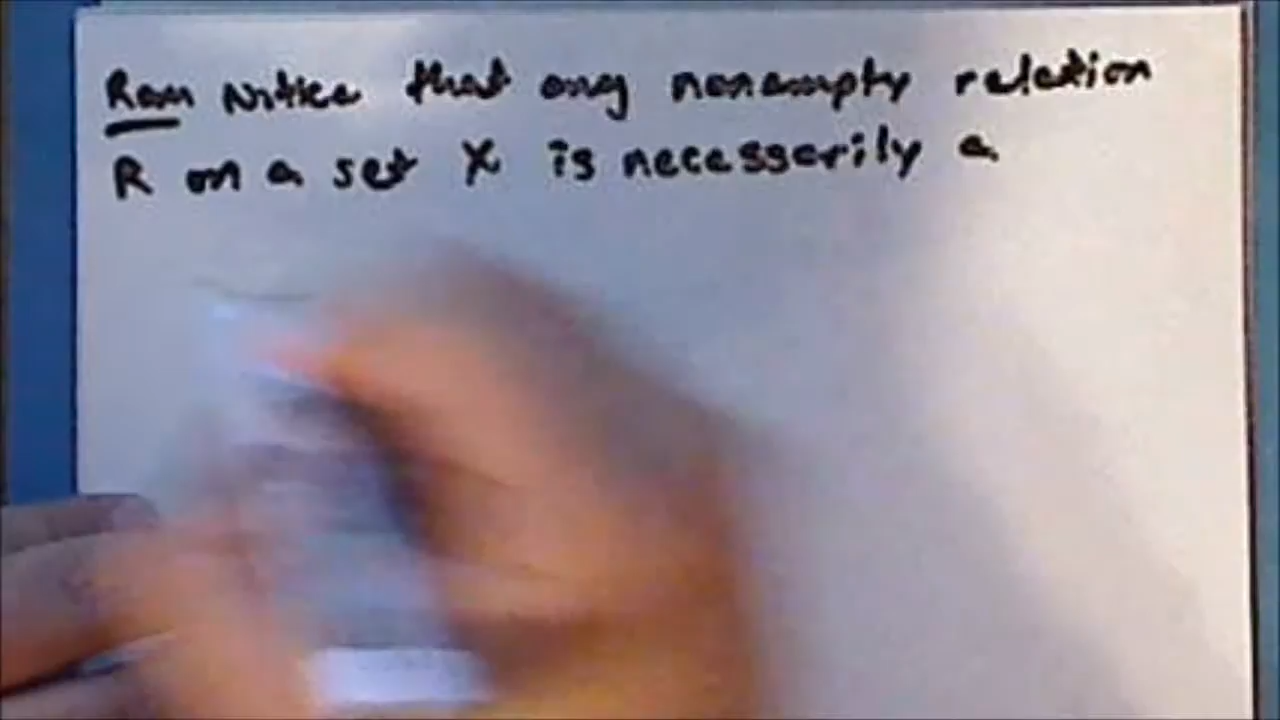 Rem Notice that any nonempty relation
R on a set X is necessarily a